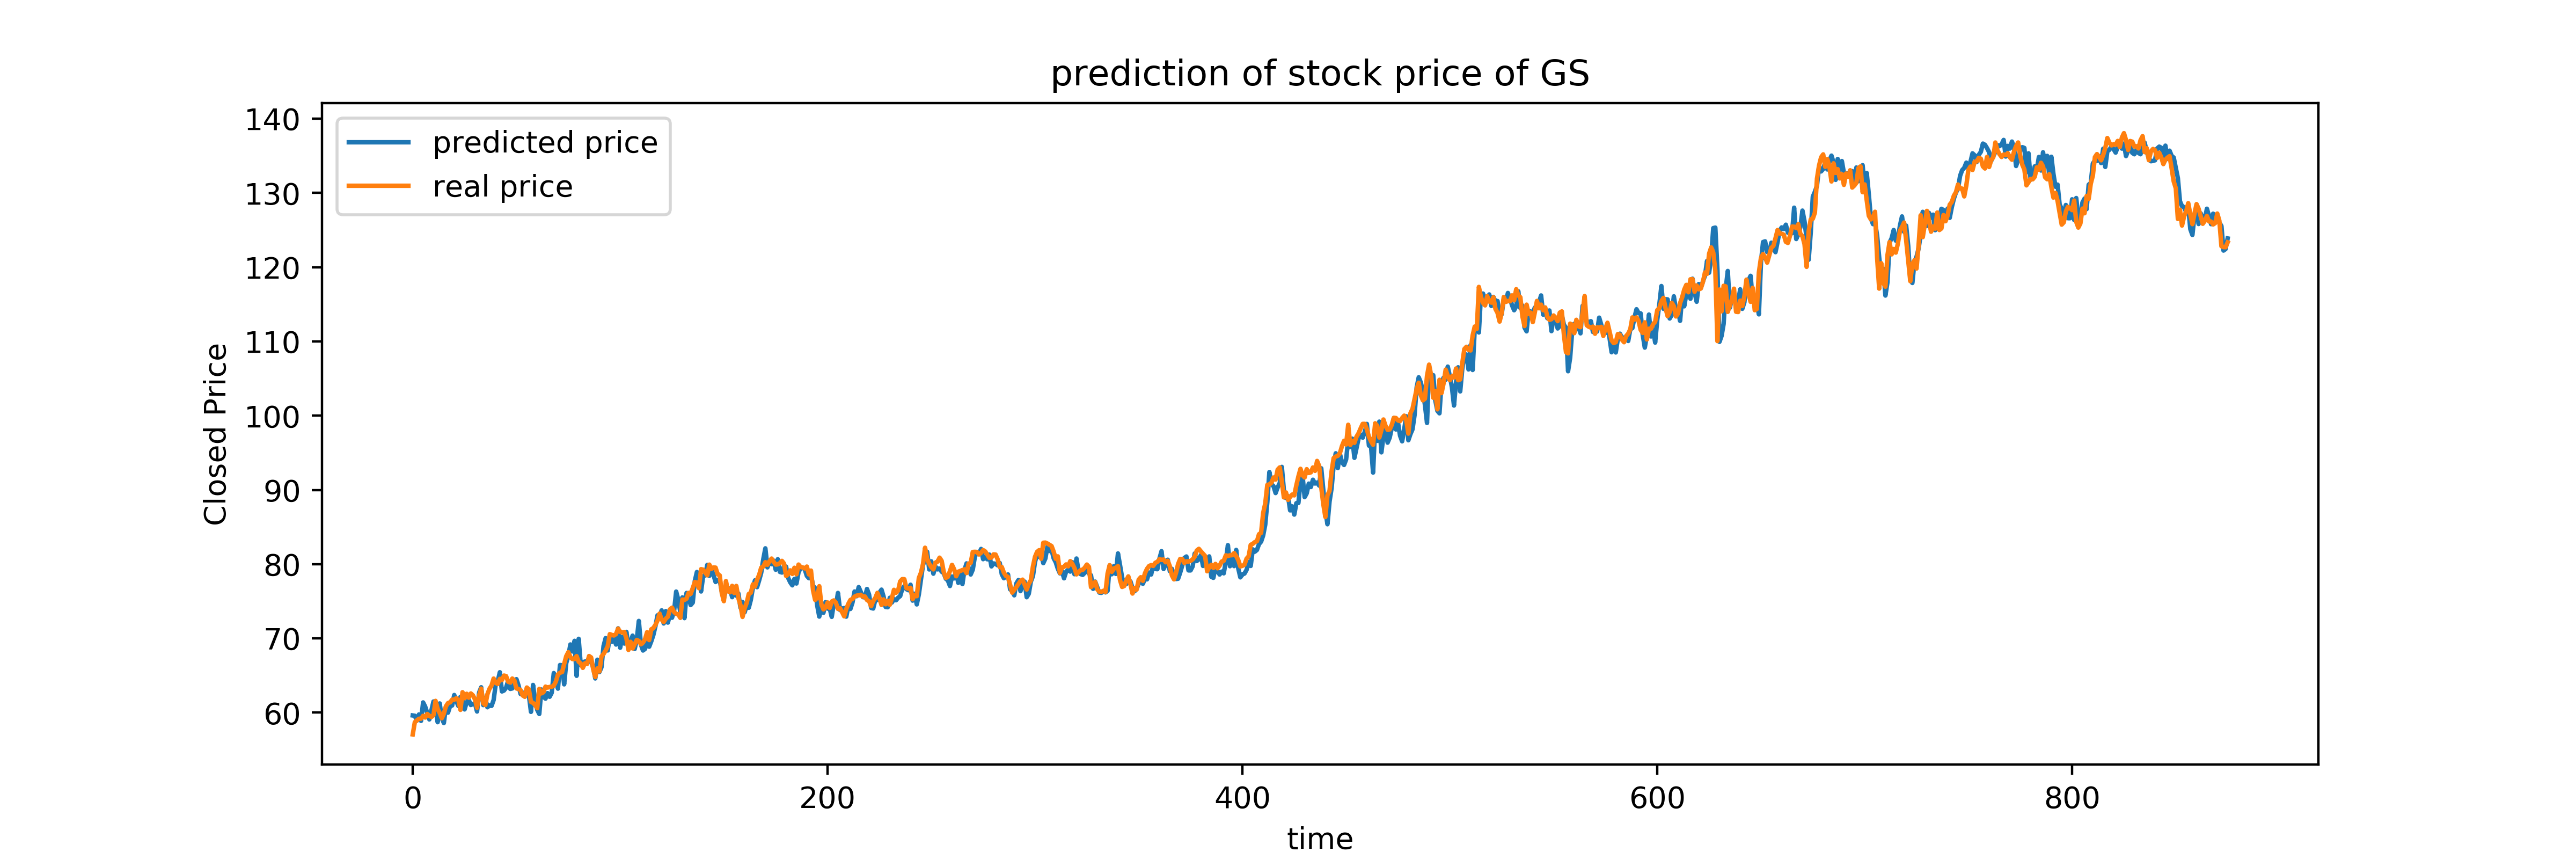 prediction of stock price of GS
predicted price
real price
Closed Price
140
130
120
110
100
90
80
70
60
0 200 400 600 800
time